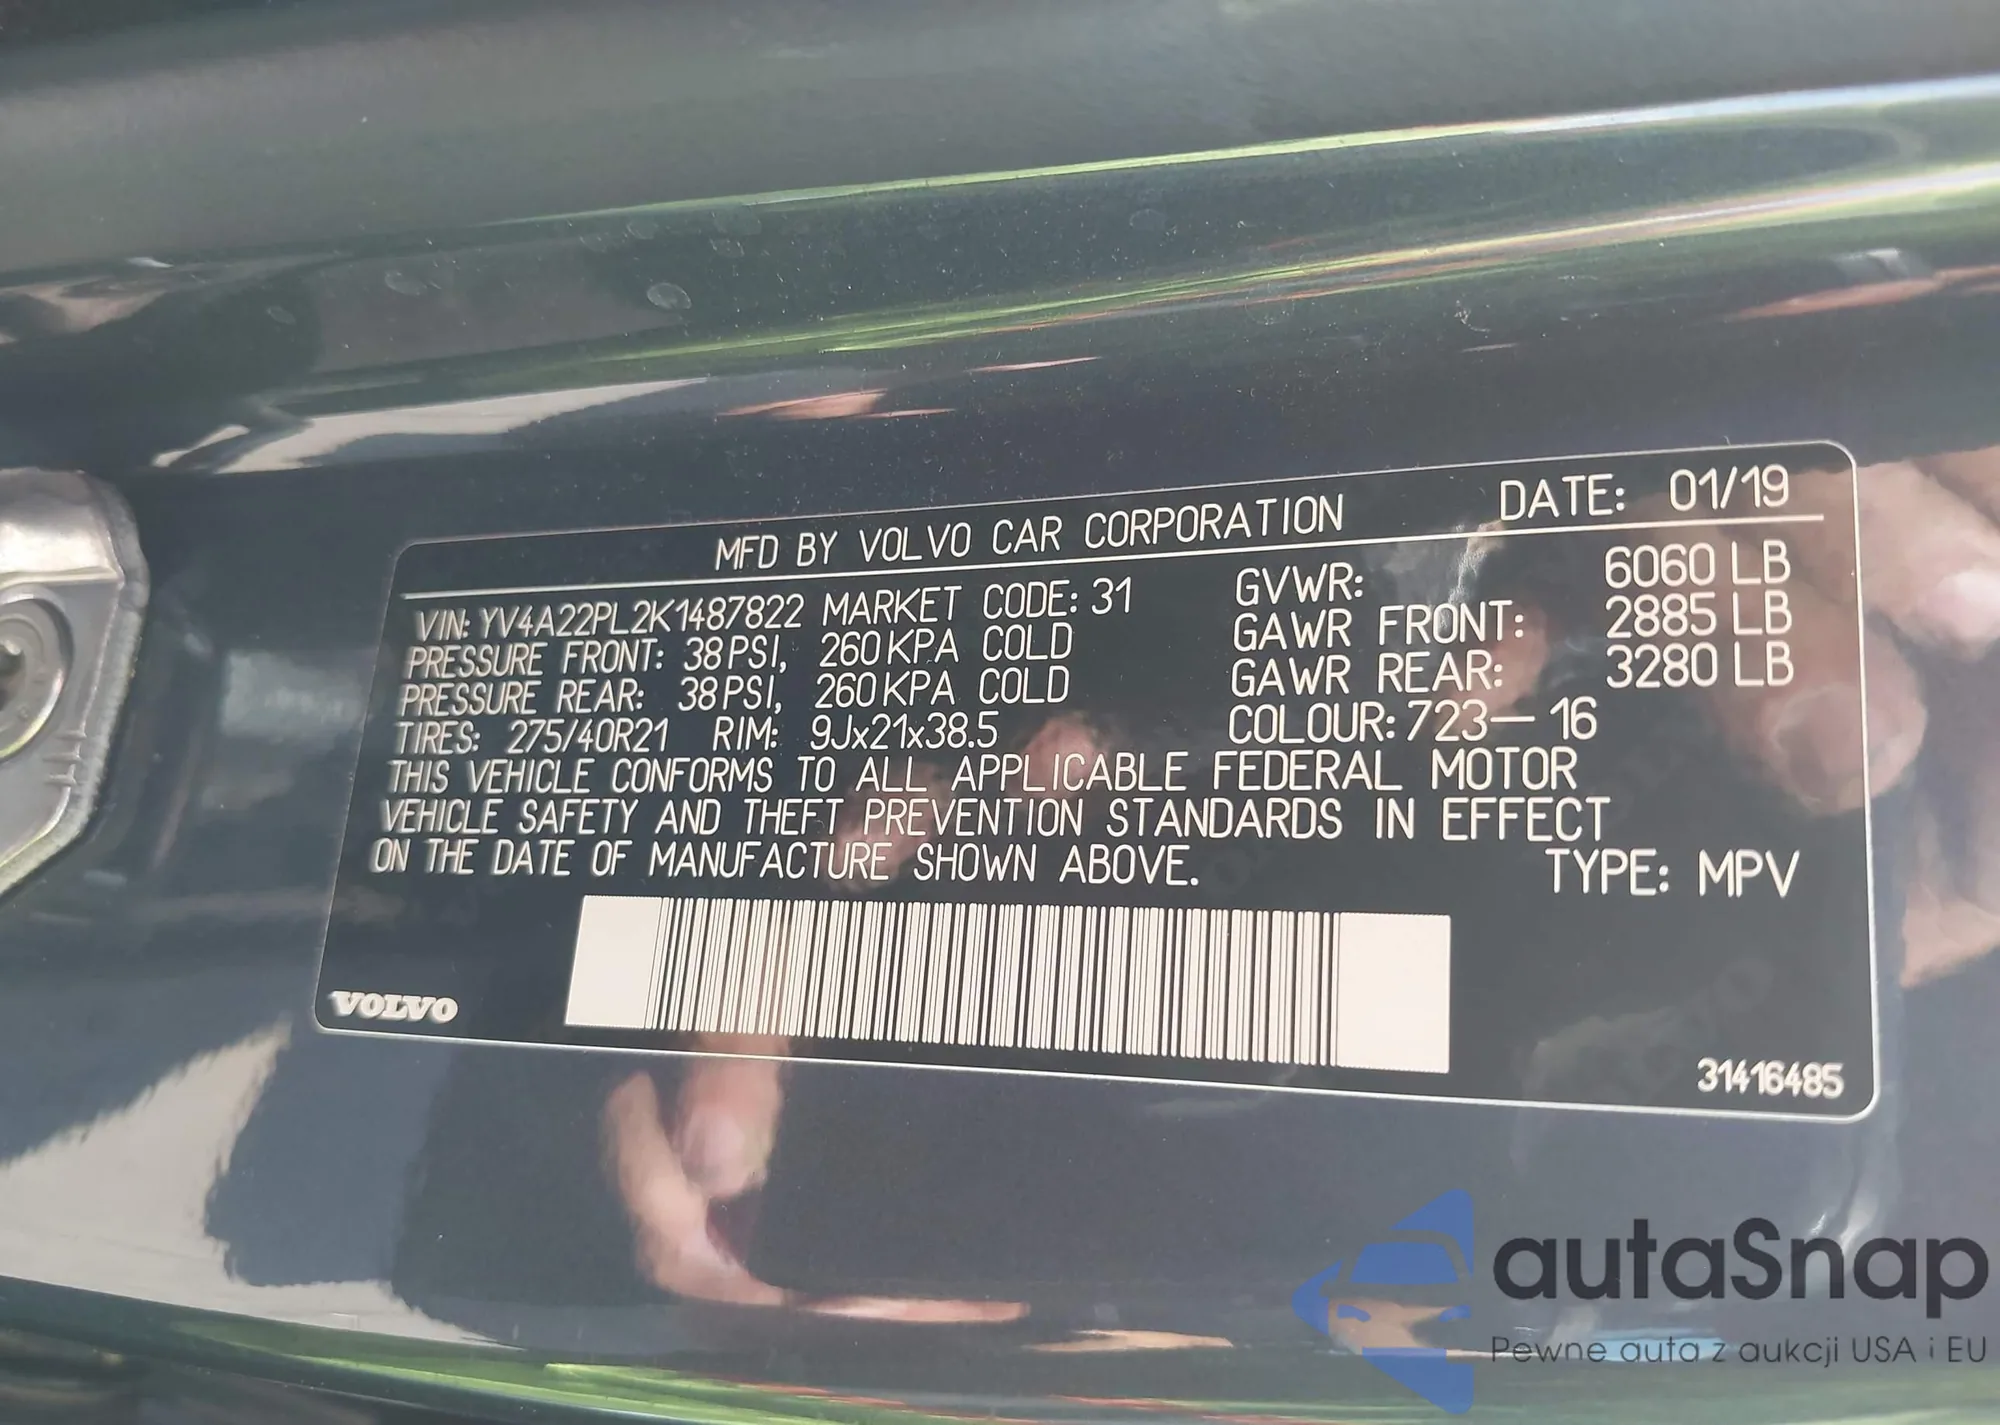 MFD BY VOLVO CAR CORPORATION DATE: 01/19
VIN: YV4A22PL2K1487822 MARKET CODE: 31 GVWR: 6060 LB
PRESSURE FRONT: 38 PSI, 260 KPA COLD GAWR FRONT: 2885 LB
PRESSURE REAR: 38 PSI, 260 KPA COLD GAWR REAR: 3280 LB
TIRES: 275/40R21 RIM: 9Jx21x38.5 COLOUR: 723-16
THIS VEHICLE CONFORMS TO ALL APPLICABLE FEDERAL MOTOR
VEHICLE SAFETY AND THEFT PREVENTION STANDARDS IN EFFECT
ON THE DATE OF MANUFACTURE SHOWN ABOVE. TYPE: MPV
VOLVO
31416485
autaSnap
Pewne auta z aukcji USA i EU